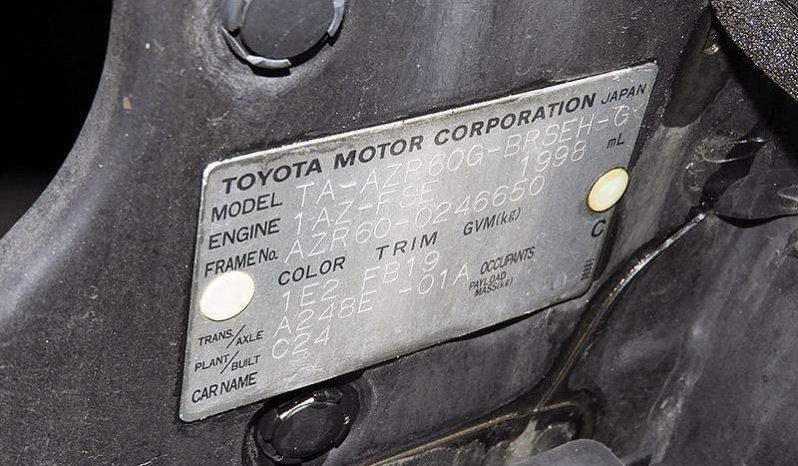 TOYOTA MOTOR CORPORATION JAPAN
MODEL TA-AZR60G-BRSEH-G
ENGINE 1AZ-FSE 1998 mL
FRAME No. AZR60-0246650
COLOR TRIM GVM(kg)
1E2 FB19 C
TRANS./AXLE A248E -01A OCCUPANTS
PLANT/BUILT C24 PAYLOAD MASS(kg)
CAR NAME